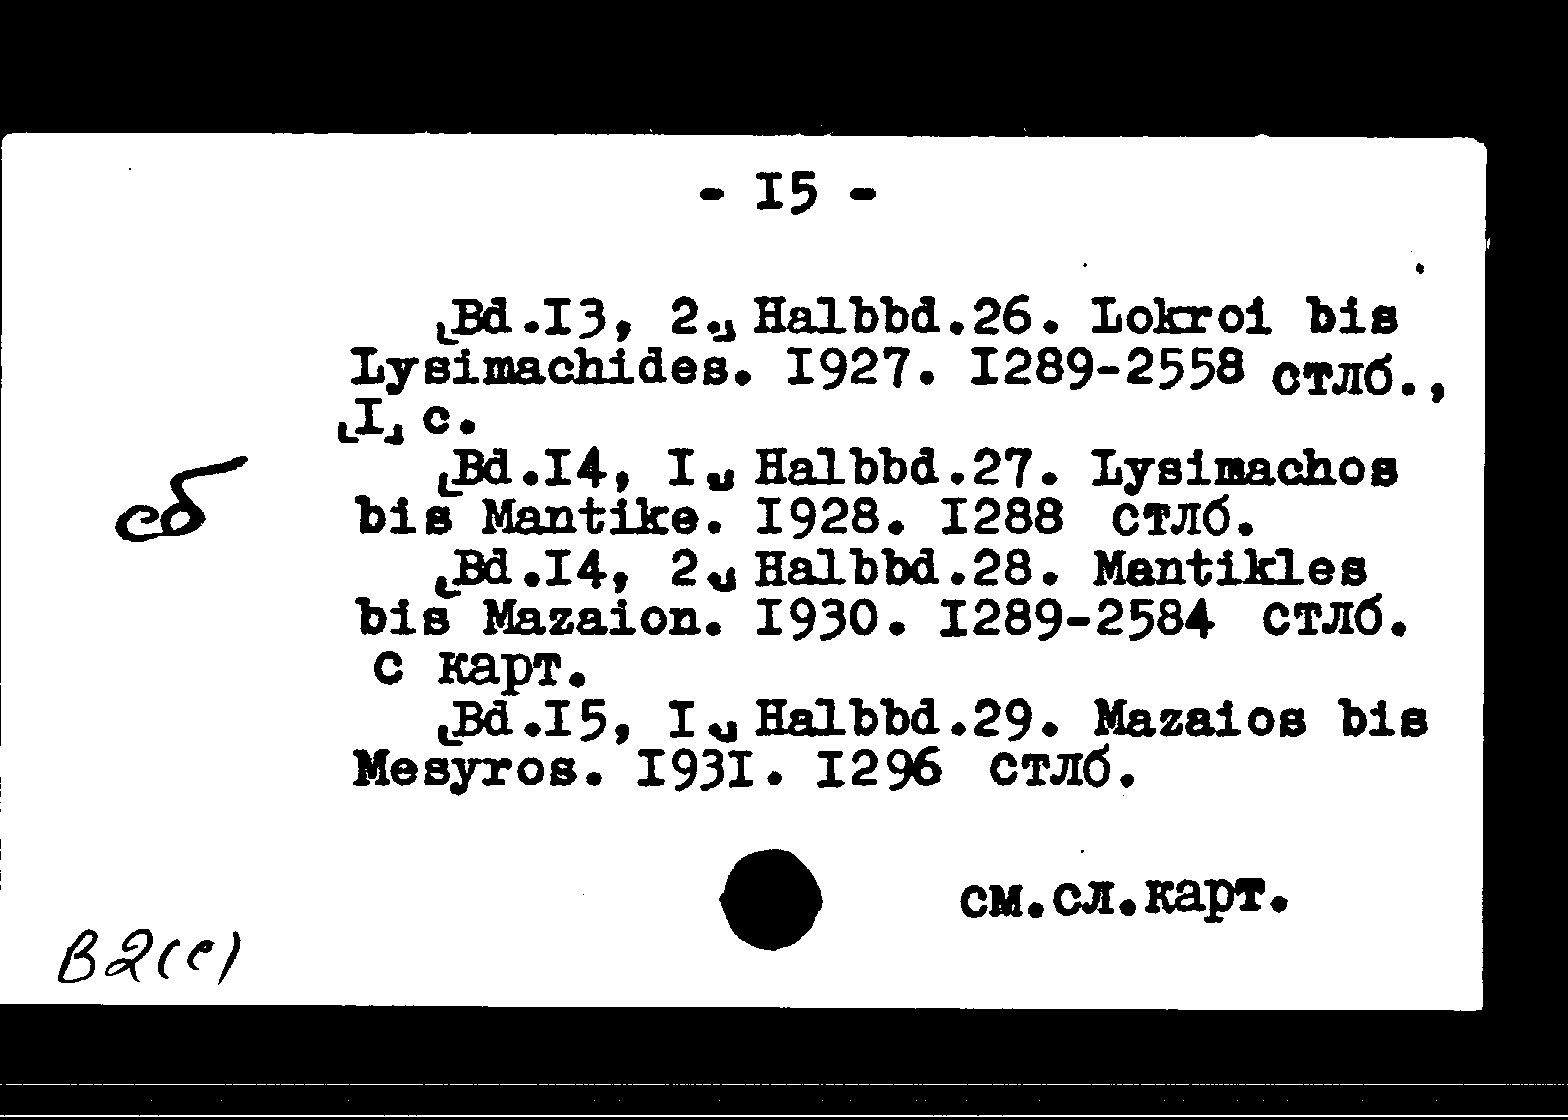 - I5 -
[Bd.I3, 2.] Halbbd.26. Lokroi bis
Lysimachides. I927. I289-2558 стлб.,
[I] с.
[Bd.I4, I.] Halbbd.27. Lysimachos
bis Mantike. I928. I288 стлб.
сб
[Bd.I4, 2.] Halbbd.28. Mantikles
bis Mazaion. I930. I289-2584 стлб.
с карт.
[Bd.I5, I.] Halbbd.29. Mazaios bis
Mesyros. I93I. I296 стлб.
см.сл.карт.
В2(е)